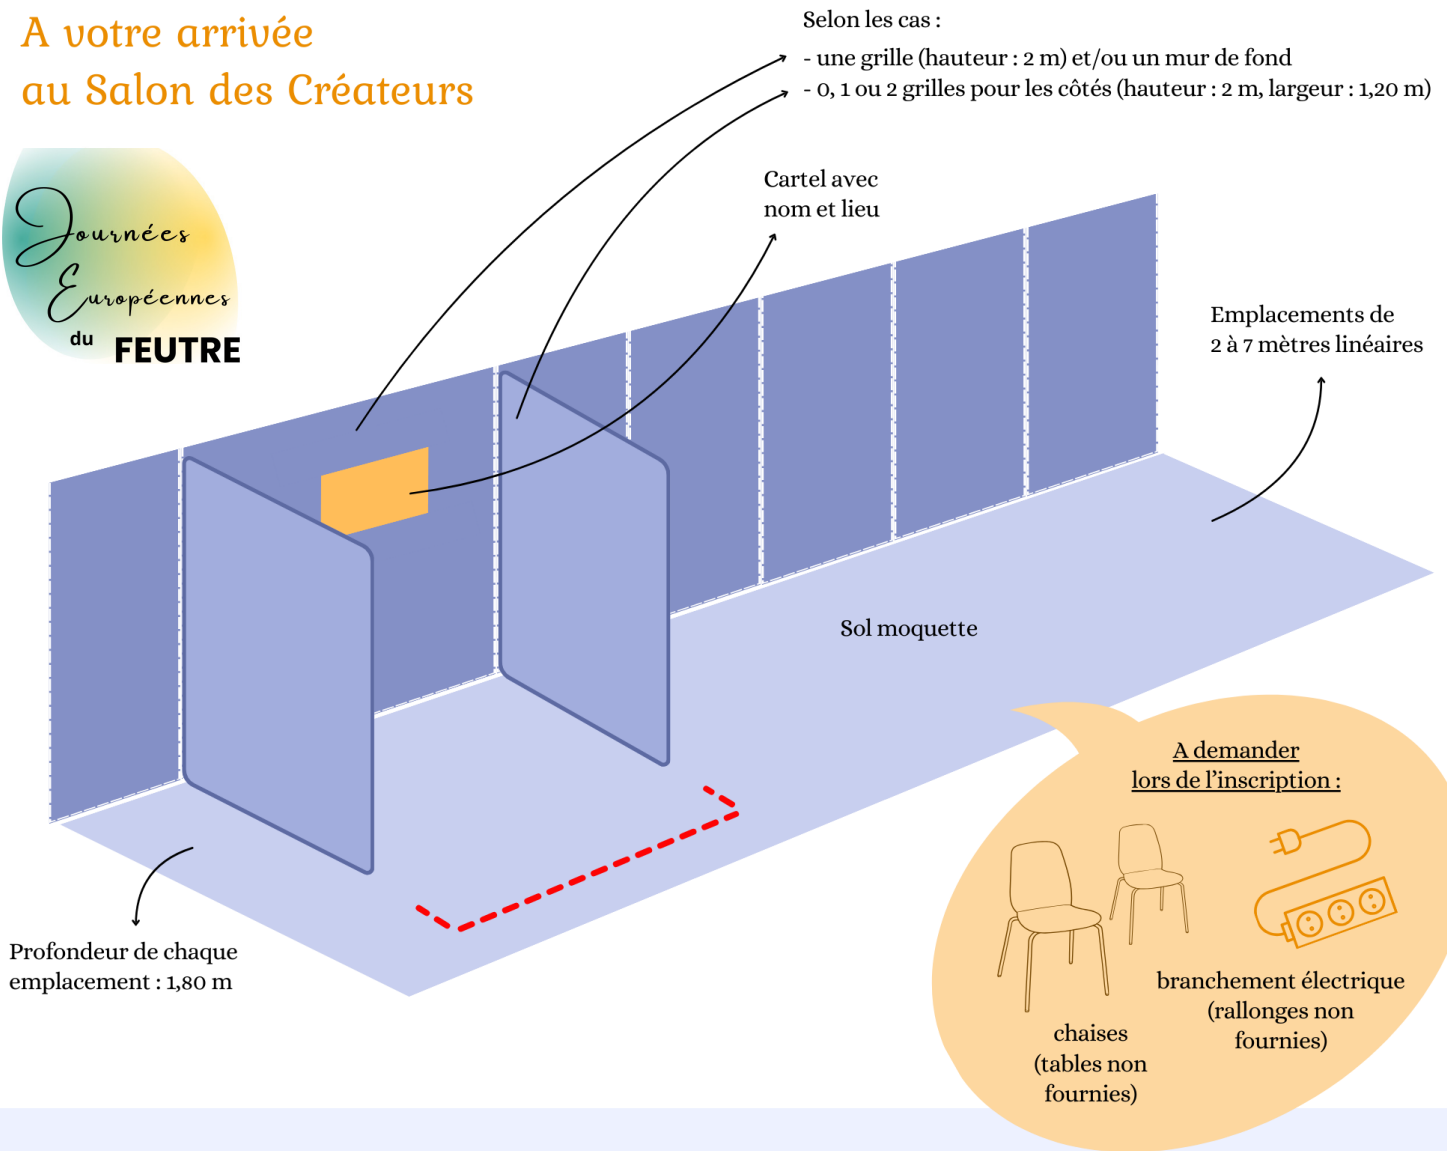 A votre arrivée
au Salon des Créateurs
Selon les cas :
- une grille (hauteur : 2 m) et/ou un mur de fond
- 0, 1 ou 2 grilles pour les côtés (hauteur : 2 m, largeur : 1,20 m)
Journées
Européennes
du FEUTRE
Cartel avec
nom et lieu
Emplacements de
2 à 7 mètres linéaires
Sol moquette
Profondeur de chaque
emplacement : 1,80 m
A demander
lors de l'inscription :
chaises
(tables non
fournies)
branchement électrique
(rallonges non
fournies)